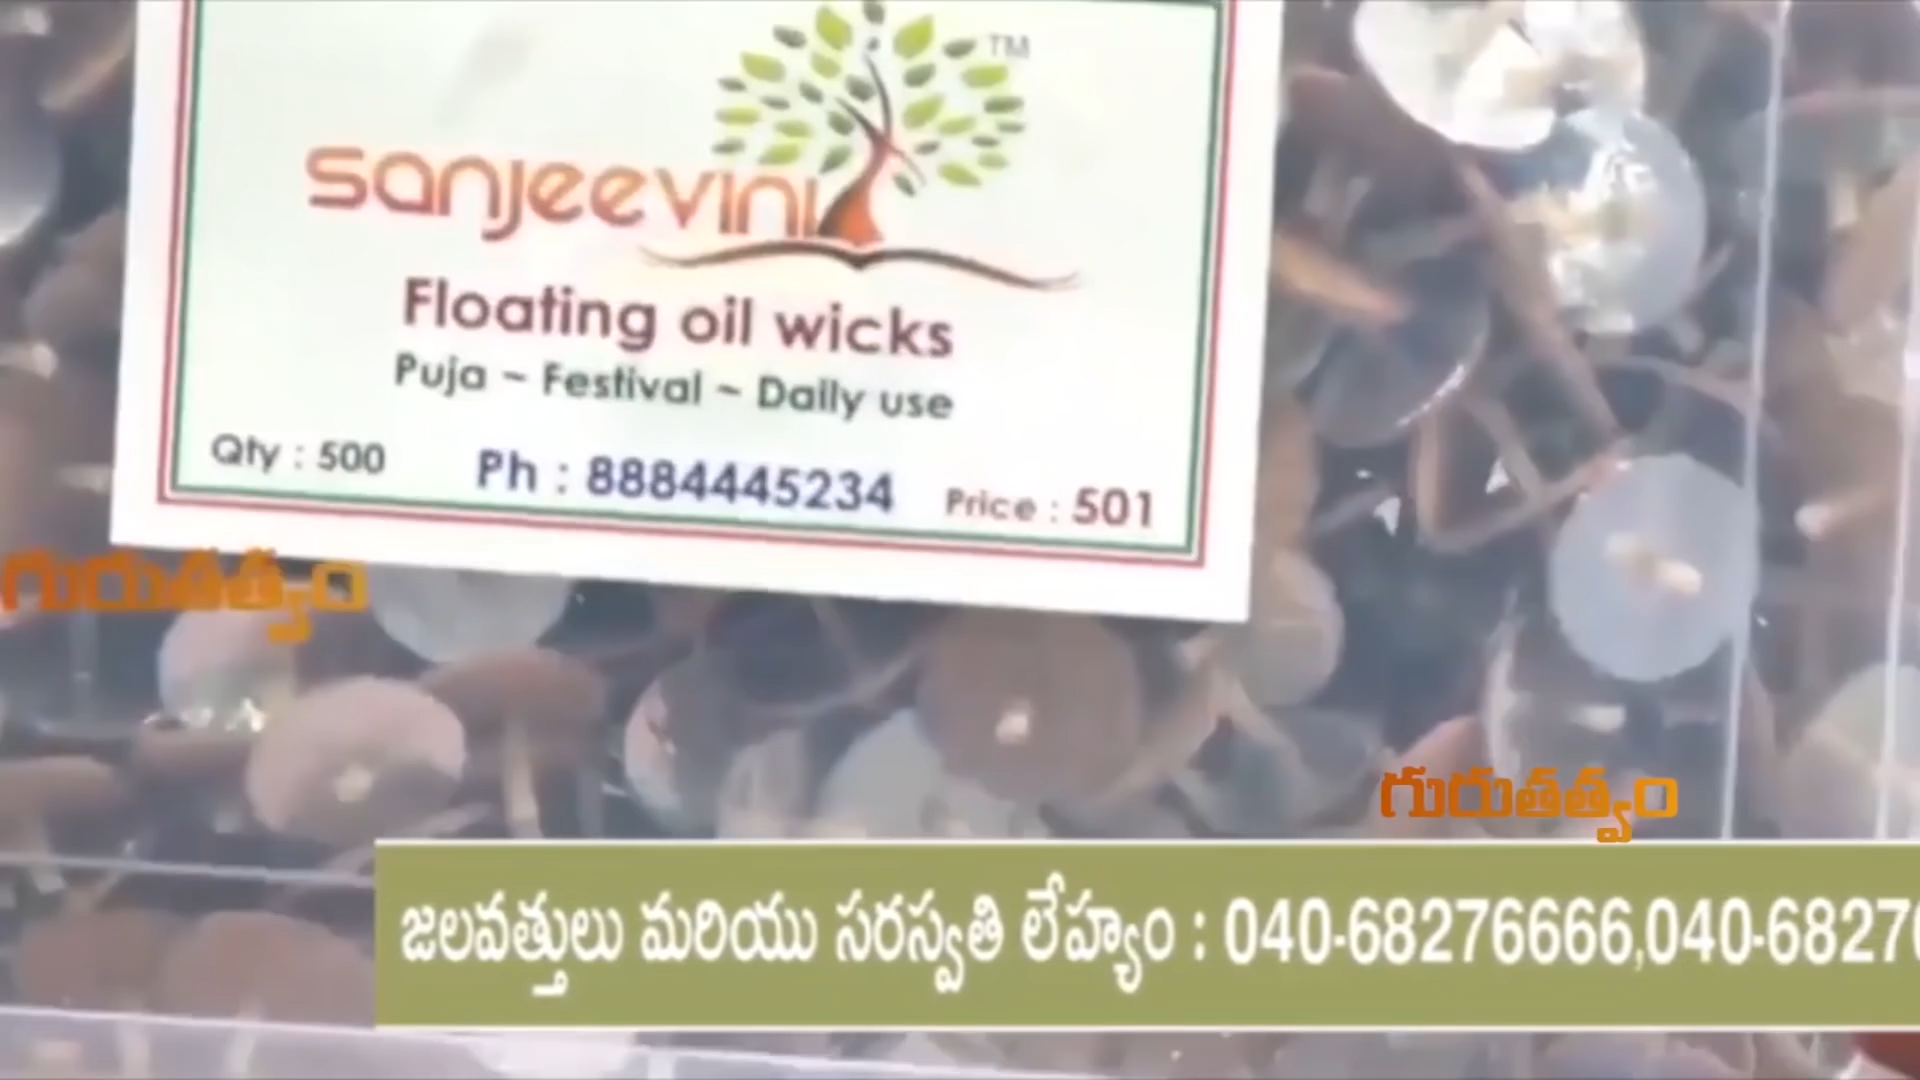 TM
sanjeevini
Floating oil wicks
Puja ~ Festival ~ Daily use
Qty : 500 Ph : 8884445234 Price : 501
గురుతత్వం
గురుతత్వం
జలవత్తులు మరియు సరస్వతి లేహ్యం : 040-68276666,040-6827